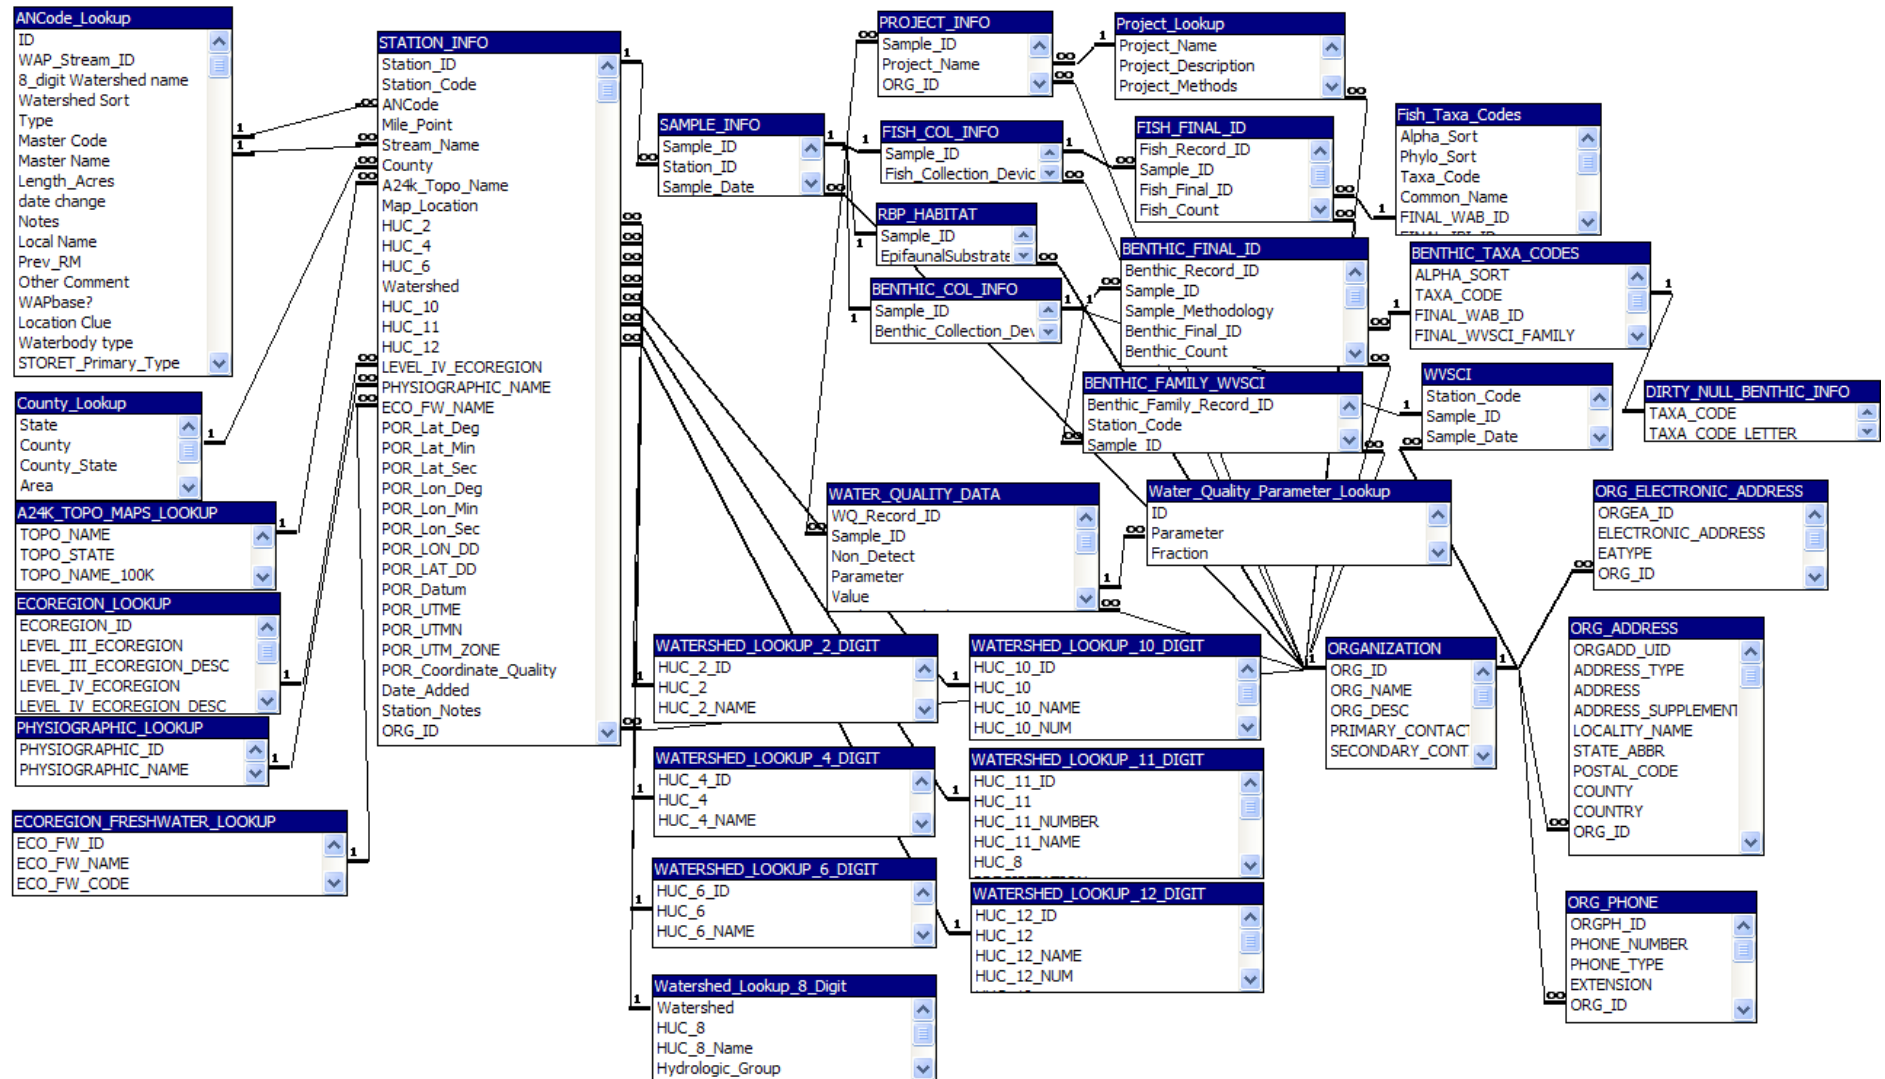 ANCode_Lookup
ID
WAP_Stream_ID
8_digit Watershed name
Watershed Sort
Type
Master Code
Master Name
Length_Acres
date change
Notes
Local Name
Prev_RM
Other Comment
WAPbase?
Location Clue
Waterbody type
STORET_Primary_Type
County_Lookup
State
County
County_State
Area
A24K_TOPO_MAPS_LOOKUP
TOPO_NAME
TOPO_STATE
TOPO_NAME_100K
ECOREGION_LOOKUP
ECOREGION_ID
LEVEL_III_ECOREGION
LEVEL_III_ECOREGION_DESC
LEVEL_IV_ECOREGION
LEVEL_IV_ECOREGION_DESC
PHYSIOGRAPHIC_LOOKUP
PHYSIOGRAPHIC_ID
PHYSIOGRAPHIC_NAME
ECOREGION_FRESHWATER_LOOKUP
ECO_FW_ID
ECO_FW_NAME
ECO_FW_CODE
STATION_INFO
Station_ID
Station_Code
ANCode
Mile_Point
Stream_Name
County
A24k_Topo_Name
Map_Location
HUC_2
HUC_4
HUC_6
Watershed
HUC_10
HUC_11
HUC_12
LEVEL_IV_ECOREGION
PHYSIOGRAPHIC_NAME
ECO_FW_NAME
POR_Lat_Deg
POR_Lat_Min
POR_Lat_Sec
POR_Lon_Deg
POR_Lon_Min
POR_Lon_Sec
POR_LON_DD
POR_LAT_DD
POR_Datum
POR_UTME
POR_UTMN
POR_UTM_ZONE
POR_Coordinate_Quality
Date_Added
Station_Notes
ORG_ID
SAMPLE_INFO
Sample_ID
Station_ID
Sample_Date
PROJECT_INFO
Sample_ID
Project_Name
ORG_ID
Project_Lookup
Project_Name
Project_Description
Project_Methods
FISH_COL_INFO
Sample_ID
Fish_Collection_Devic
FISH_FINAL_ID
Fish_Record_ID
Sample_ID
Fish_Final_ID
Fish_Count
Fish_Taxa_Codes
Alpha_Sort
Phylo_Sort
Taxa_Code
Common_Name
FINAL_WAB_ID
RBP_HABITAT
Sample_ID
EpifaunalSubstrate
BENTHIC_COL_INFO
Sample_ID
Benthic_Collection_Dev
BENTHIC_FINAL_ID
Benthic_Record_ID
Sample_ID
Sample_Methodology
Benthic_Final_ID
Benthic_Count
BENTHIC_TAXA_CODES
ALPHA_SORT
TAXA_CODE
FINAL_WAB_ID
FINAL_WVSCI_FAMILY
BENTHIC_FAMILY_WVSCI
Benthic_Family_Record_ID
Station_Code
Sample_ID
WVSCI
Station_Code
Sample_ID
Sample_Date
DIRTY_NULL_BENTHIC_INFO
TAXA_CODE
TAXA_CODE_LETTER
WATER_QUALITY_DATA
WQ_Record_ID
Sample_ID
Non_Detect
Parameter
Value
Water_Quality_Parameter_Lookup
ID
Parameter
Fraction
ORG_ELECTRONIC_ADDRESS
ORGEA_ID
ELECTRONIC_ADDRESS
EATYPE
ORG_ID
WATERSHED_LOOKUP_2_DIGIT
HUC_2_ID
HUC_2
HUC_2_NAME
WATERSHED_LOOKUP_10_DIGIT
HUC_10_ID
HUC_10
HUC_10_NAME
HUC_10_NUM
ORGANIZATION
ORG_ID
ORG_NAME
ORG_DESC
PRIMARY_CONTACT
SECONDARY_CONT
ORG_ADDRESS
ORGADD_UID
ADDRESS_TYPE
ADDRESS
ADDRESS_SUPPLEMENT
LOCALITY_NAME
STATE_ABBR
POSTAL_CODE
COUNTY
COUNTRY
ORG_ID
WATERSHED_LOOKUP_4_DIGIT
HUC_4_ID
HUC_4
HUC_4_NAME
WATERSHED_LOOKUP_11_DIGIT
HUC_11_ID
HUC_11
HUC_11_NUMBER
HUC_11_NAME
HUC_8
WATERSHED_LOOKUP_6_DIGIT
HUC_6_ID
HUC_6
HUC_6_NAME
WATERSHED_LOOKUP_12_DIGIT
HUC_12_ID
HUC_12
HUC_12_NAME
HUC_12_NUM
ORG_PHONE
ORGPH_ID
PHONE_NUMBER
PHONE_TYPE
EXTENSION
ORG_ID
Watershed_Lookup_8_Digit
Watershed
HUC_8
HUC_8_Name
Hydrologic_Group